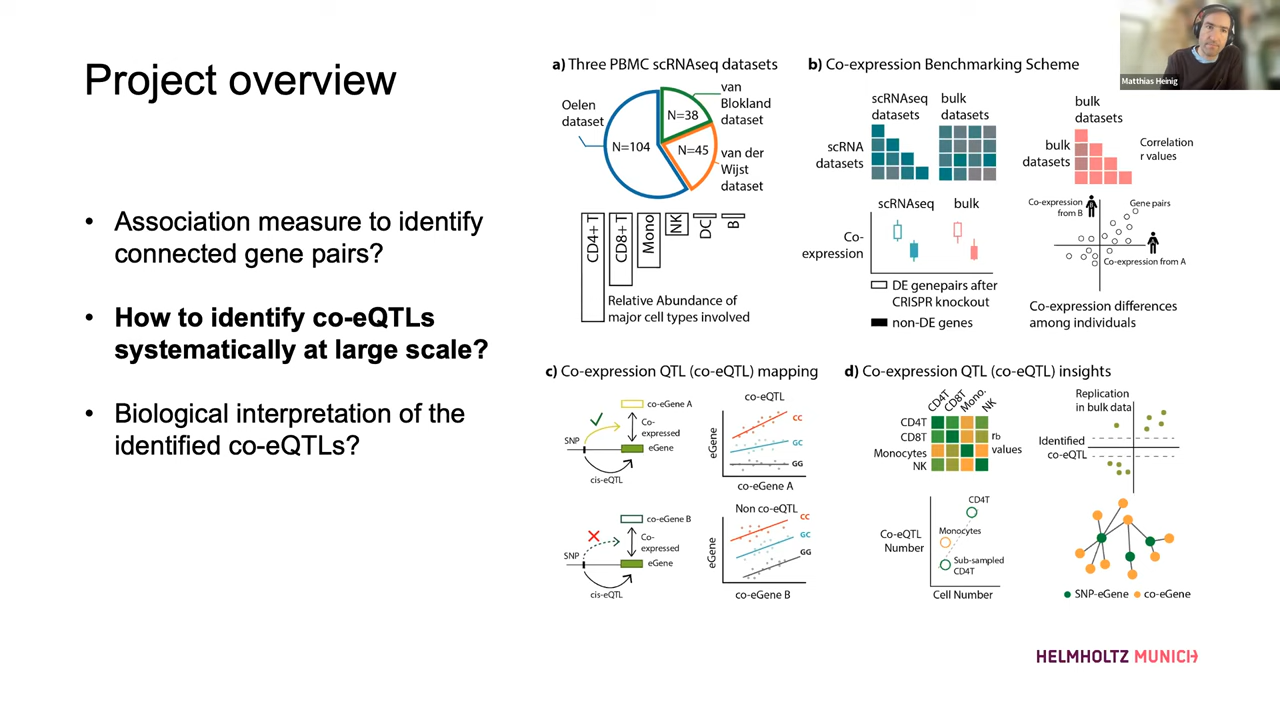 Project overview
• Association measure to identify
connected gene pairs?
• How to identify co-eQTLs
systematically at large scale?
• Biological interpretation of the
identified co-eQTLs?
a) Three PBMC scRNAseq datasets
Oelen
dataset
van
Blokland
dataset
N=38
N=104
N=45
van der
Wijst
dataset
CD4+ T
CD8+ T
Mono
NK
DC
B
Relative Abundance of
major cell types involved
b) Co-expression Benchmarking Scheme
scRNAseq
datasets
bulk
datasets
scRNA
datasets
bulk
datasets
bulk
datasets
Correlation
r values
scRNAseq
bulk
Co-
expression
DE genepairs after
CRISPR knockout
non-DE genes
Co-expression
from B
Gene pairs
Co-expression from A
Co-expression differences
among individuals
c) Co-expression QTL (co-eQTL) mapping
co-eGene A
Co-
expressed
SNP
eGene
cis-eQTL
co-eQTL
CC
GC
GG
eGene
co-eGene A
co-eGene B
Co-
expressed
SNP
eGene
cis-eQTL
Non co-eQTL
CC
GC
GG
eGene
co-eGene B
d) Co-expression QTL (co-eQTL) insights
CD4T
CD8T
Mono.
NK
CD4T
CD8T
Monocytes
NK
rb
values
Replication
in bulk data
Identified
co-eQTL
CD4T
Monocytes
Co-eQTL
Number
Sub-sampled
CD4T
Cell Number
SNP-eGene
co-eGene
HELMHOLTZ MUNICH
Matthias Heinig